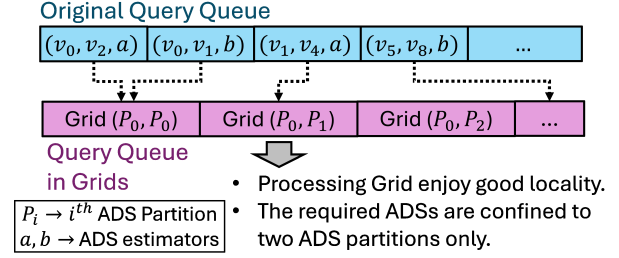 Original Query Queue
(v₀, v₂, a) (v₀, v₁, b) (v₁, v₄, a) (v₅, v₈, b) ...
Grid (P₀, P₀) Grid (P₀, P₁) Grid (P₀, P₂) ...
Query Queue
in Grids
• Processing Grid enjoy good locality.
• The required ADSs are confined to
two ADS partitions only.
Pᵢ → iᵗʰ ADS Partition
a, b → ADS estimators